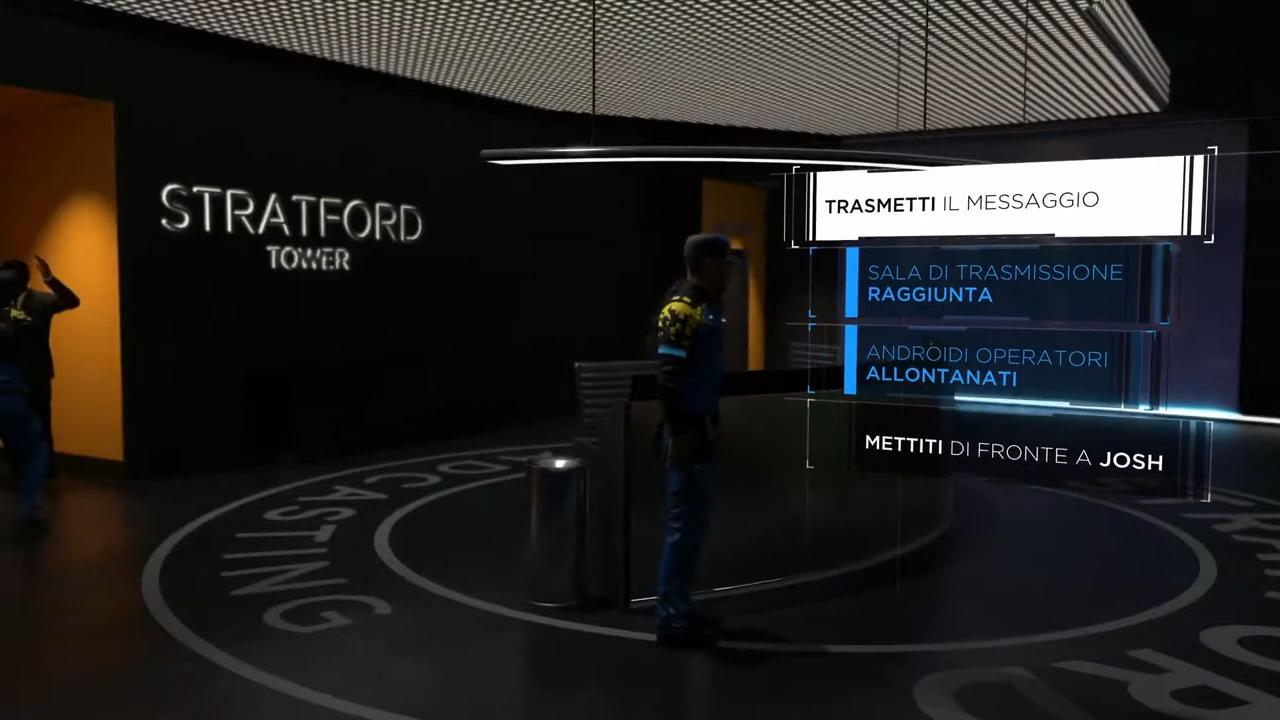 STRATFORD
TOWER
TRASMETTI IL MESSAGGIO
SALA DI TRASMISSIONE
RAGGIUNTA
ANDROIDI OPERATORI
ALLONTANATI
METTITI DI FRONTE A JOSH